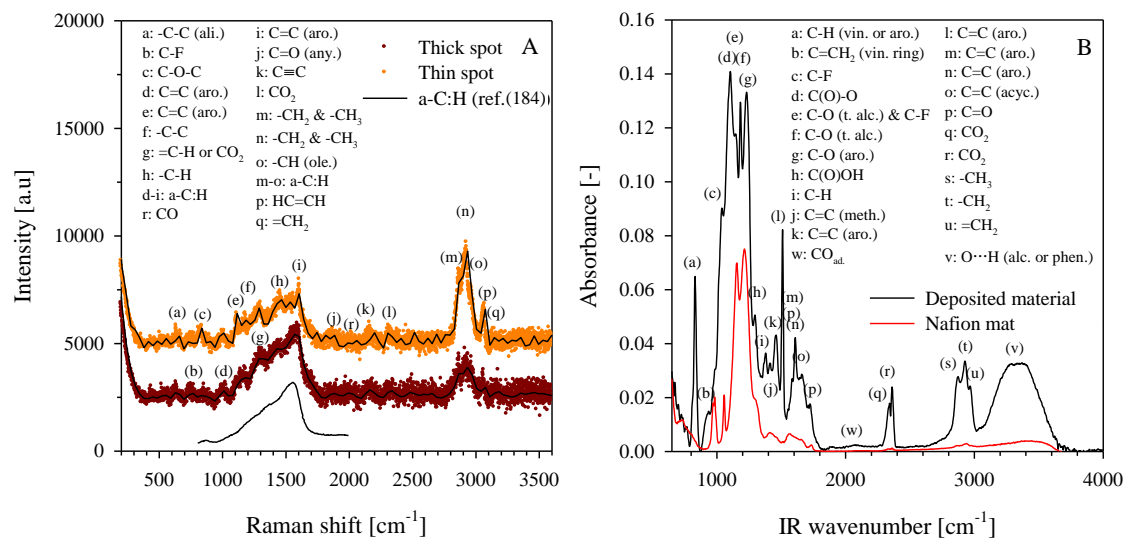 20000
15000
10000
5000
0
Intensity [a.u]
a: -C-C (ali.)
b: C-F
c: C-O-C
d: C=C (aro.)
e: C=C (aro.)
f: -C-C
g: =C-H or CO2
h: -C-H
d-i: a-C:H
r: CO
i: C=C (aro.)
j: C=O (any.)
k: C≡C
l: CO2
m: -CH2 & -CH3
n: -CH2 & -CH3
o: -CH (ole.)
m-o: a-C:H
p: HC=CH
q: =CH2
A
Thick spot
Thin spot
a-C:H (ref.(184))
(n)
(m)
(o)
(i)
(h)
(f)
(p)
(e)
(k)
(q)
(a)
(c)
(j)
(r)
(l)
(g)
(b)
(d)
500 1000 1500 2000 2500 3000 3500
Raman shift [cm-1]
0.16
0.14
0.12
0.10
0.08
0.06
0.04
0.02
0.00
Absorbance [-]
a: C-H (vin. or aro.)
b: C=CH2 (vin. ring)
c: C-F
d: C(O)-O
e: C-O (t. alc.) & C-F
f: C-O (t. alc.)
g: C-O (aro.)
h: C(O)OH
i: C-H
j: C=C (meth.)
k: C=C (aro.)
w: COad.
l: C=C (aro.)
m: C=C (aro.)
n: C=C (aro.)
o: C=C (acyc.)
p: C=O
q: CO2
r: CO2
s: -CH3
t: -CH2
u: =CH2
v: O···H (alc. or phen.)
B
Deposited material
Nafion mat
(e)
(d)
(f)
(g)
(c)
(l)
(a)
(h)
(m)
(p)
(k)
(n)
(i)
(o)
(j)
(b)
(p)
(r)
(q)
(w)
(t)
(s)
(u)
(v)
1000 2000 3000 4000
IR wavenumber [cm-1]